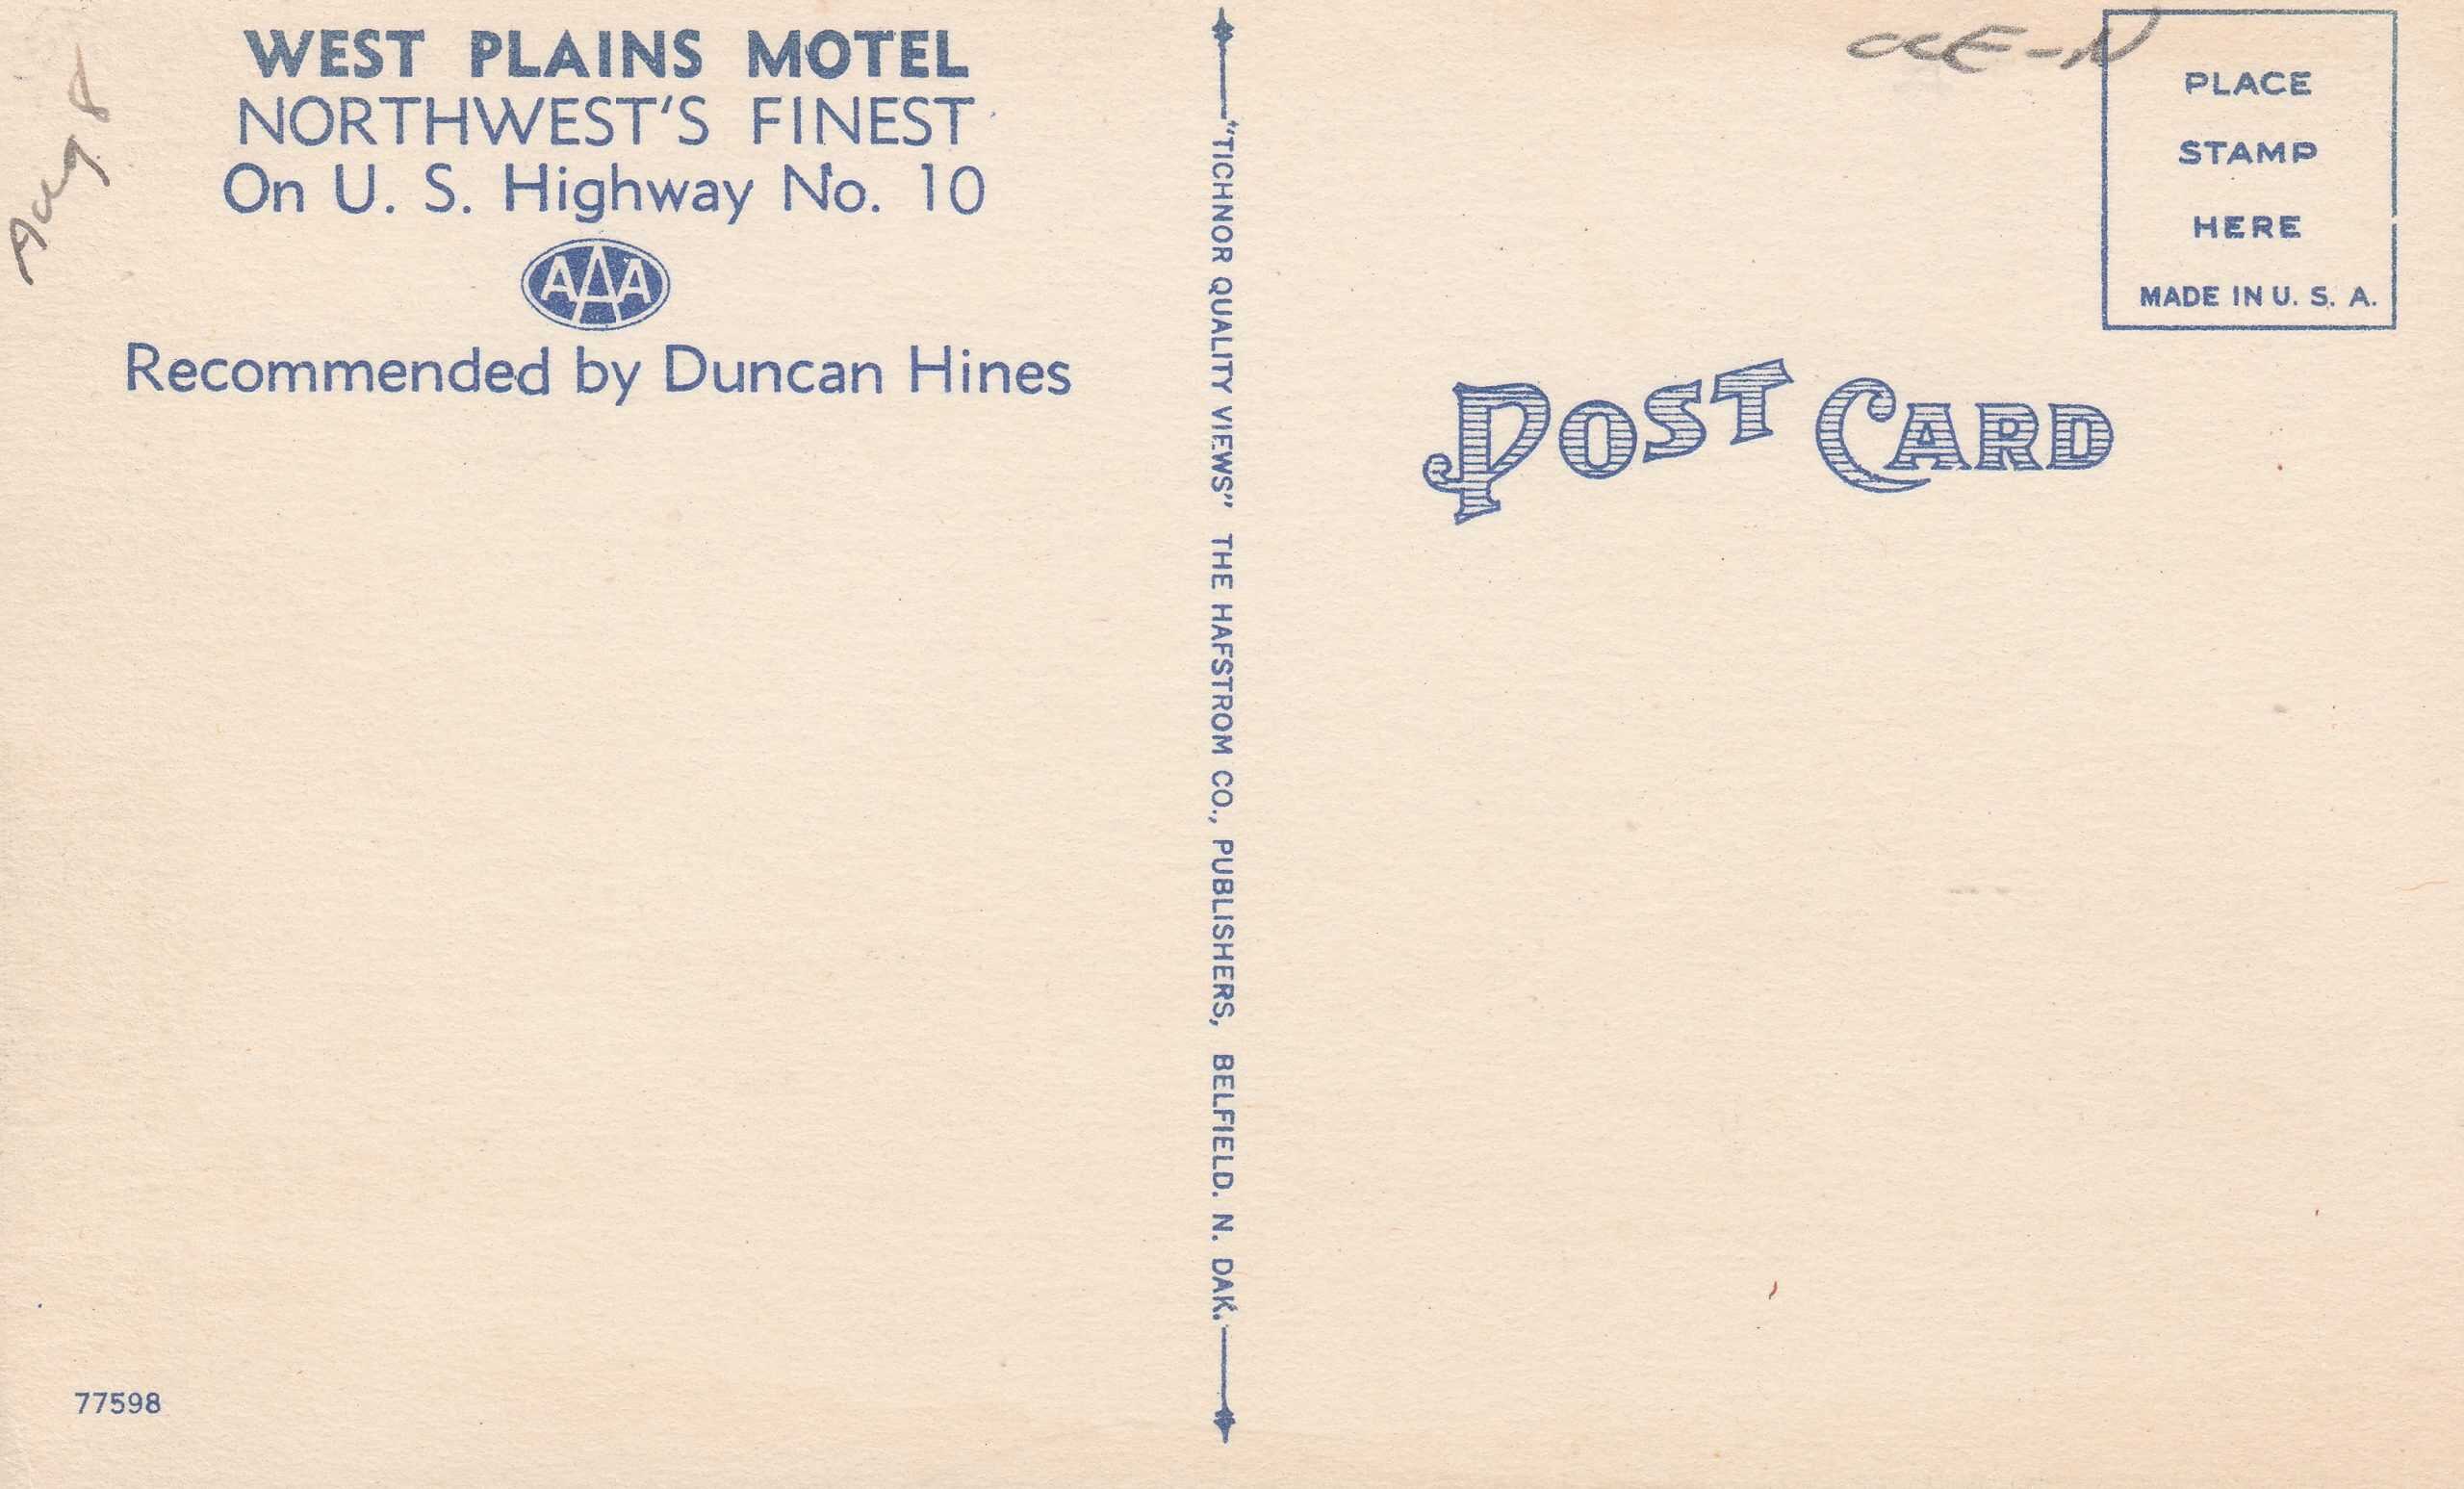 WEST PLAINS MOTEL
NORTHWEST'S FINEST
On U. S. Highway No. 10
AAA
Recommended by Duncan Hines
77598
"TICHNOR QUALITY VIEWS" THE HAFSTROM CO., PUBLISHERS, BELFIELD. N. DAK.
PLACE
STAMP
HERE
MADE IN U. S. A.
POST CARD
Aug 8